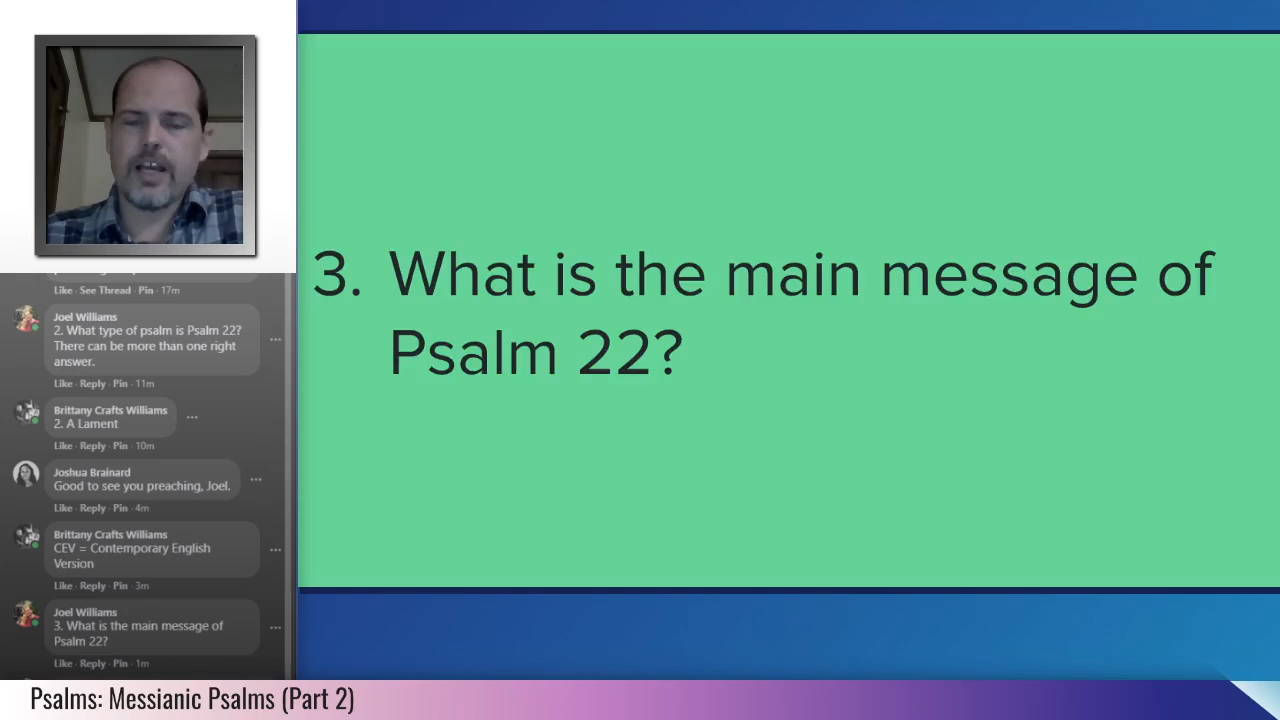 3. What is the main message of
Psalm 22?
Like · See Thread · Pin · 17m
Joel Williams
2. What type of psalm is Psalm 22?
There can be more than one right
answer.
Like · Reply · Pin · 11m
Brittany Crafts Williams
2. A Lament
Like · Reply · Pin · 10m
Joshua Brainard
Good to see you preaching, Joel.
Like · Reply · Pin · 4m
Brittany Crafts Williams
CEV = Contemporary English
Version
Like · Reply · Pin · 3m
Joel Williams
3. What is the main message of
Psalm 22?
Like · Reply · Pin · 1m
Psalms: Messianic Psalms (Part 2)